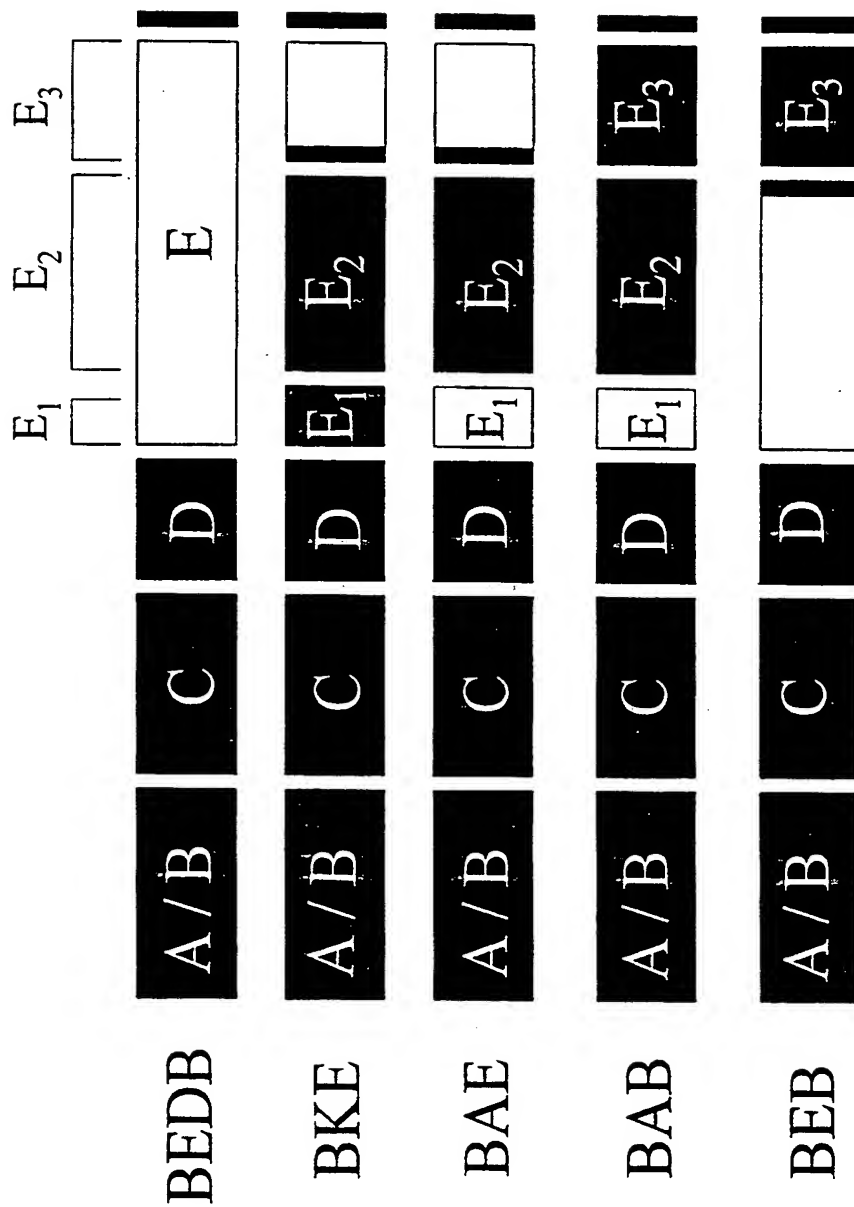 E₁ E₂ E₃
BEDB A / B C D E
BKE A / B C D E₁ E₂
BAE A / B C D E₁ E₂
BAB A / B C D E₁ E₂ E₃
BEB A / B C D E₃